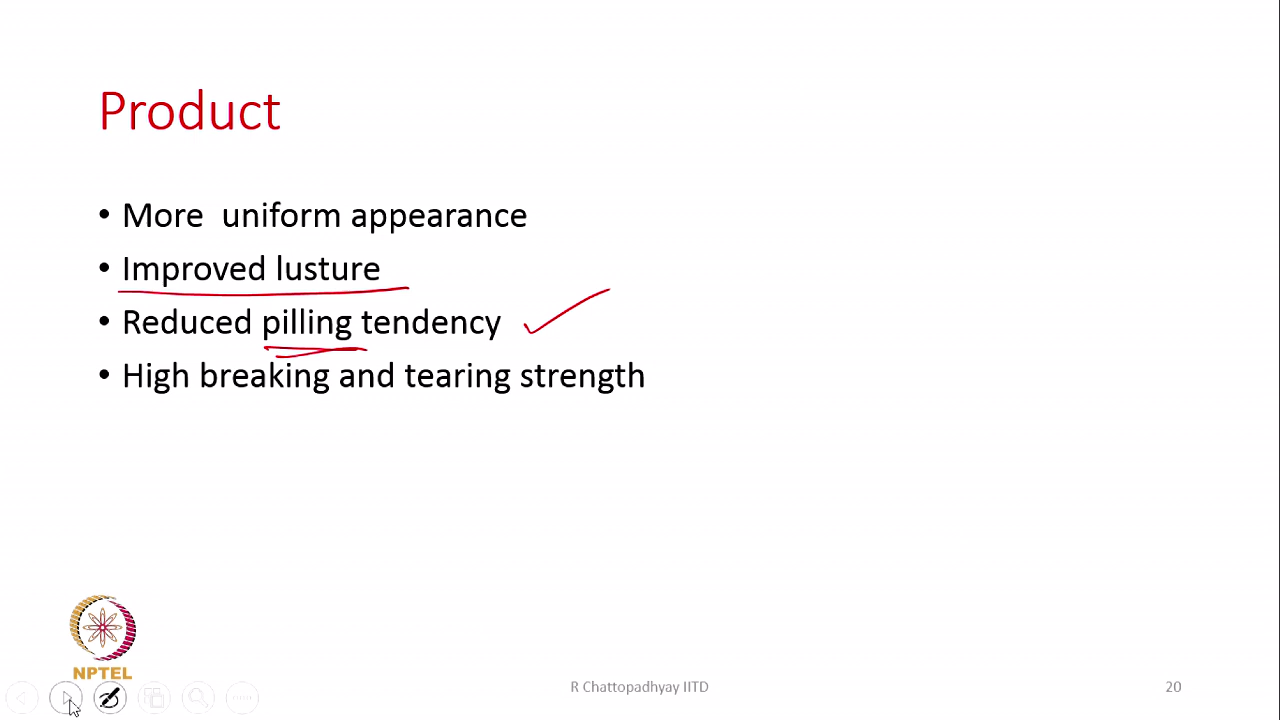 Product
• More uniform appearance
• Improved lusture
• Reduced pilling tendency
• High breaking and tearing strength
NPTEL
R Chattopadhyay IITD
20